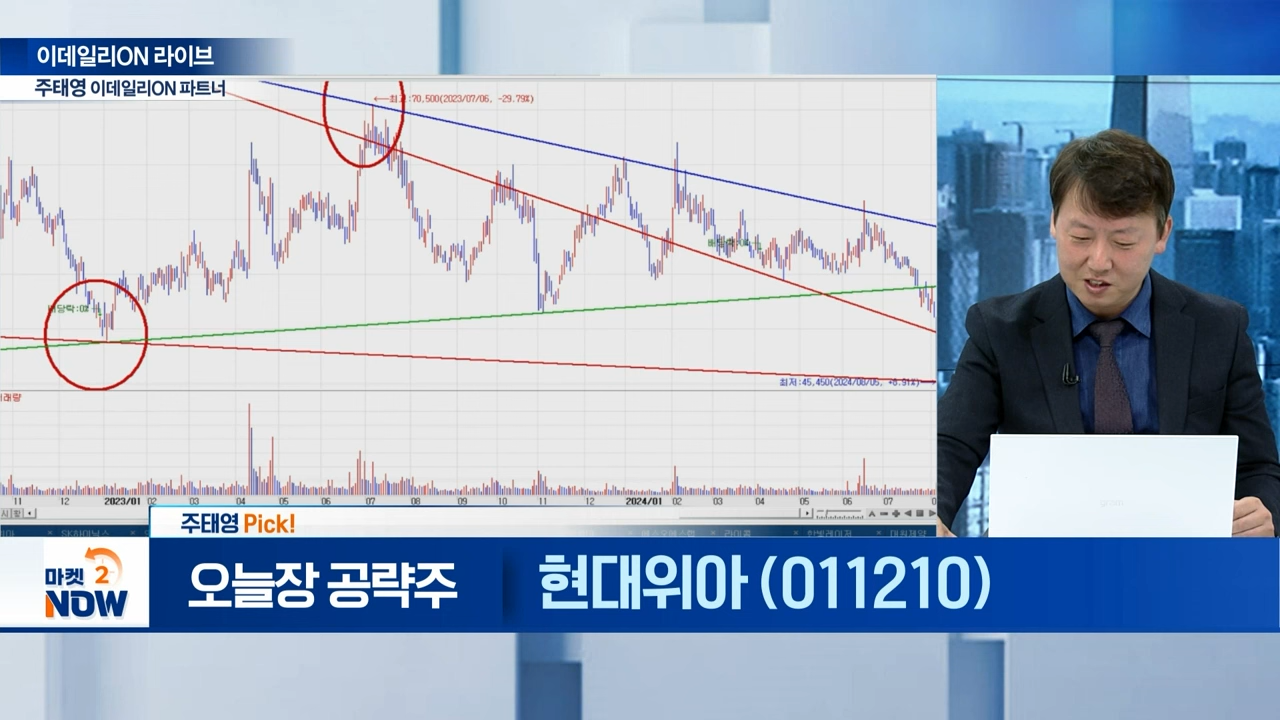 이데일리ON 라이브
주태영 이데일리ON 파트너
최고:70,500(2023/07/06, -29.79%)
최저:45,450(2024/08/05, +8.91%)
11 12 2023/01 02 03 04 05 06 07 08 09 10 11 12 2024/01 02 03 04 05 06 07
주태영 Pick!
마켓 2
NOW
오늘장 공략주
현대위아 (011210)